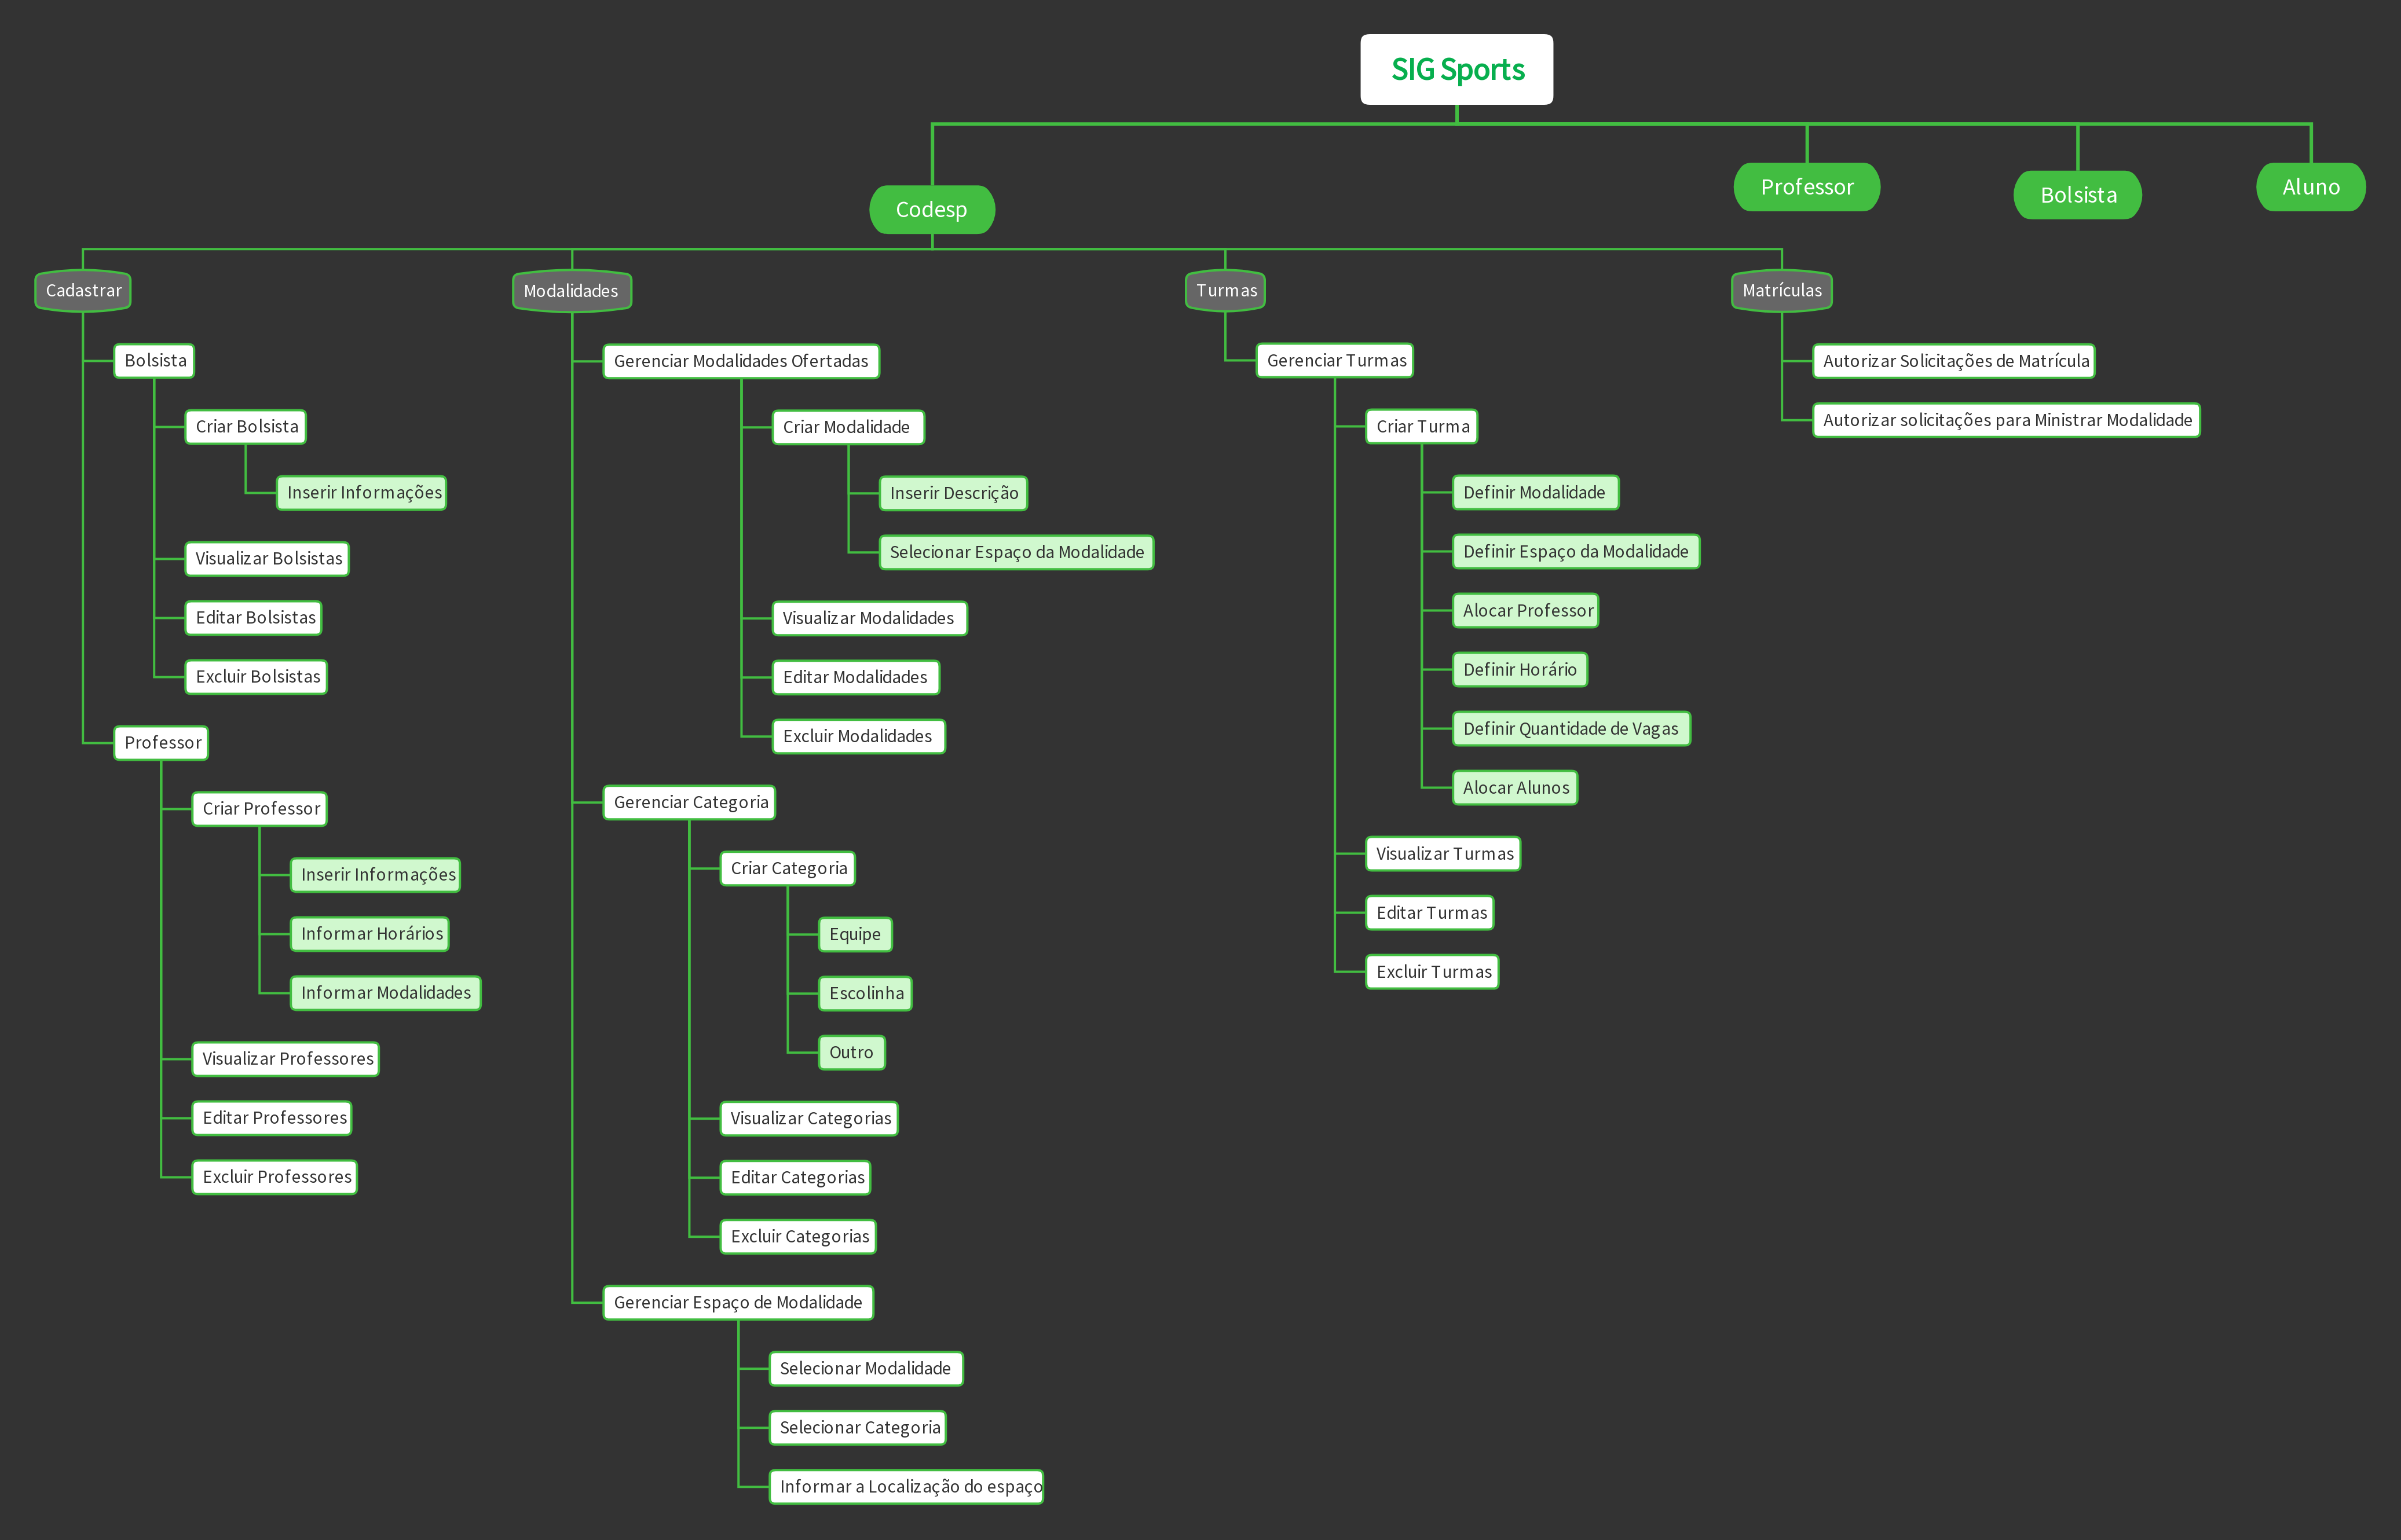 SIG Sports
Codesp
Professor
Bolsista
Aluno
Cadastrar
Bolsista
Criar Bolsista
Inserir Informações
Visualizar Bolsistas
Editar Bolsistas
Excluir Bolsistas
Professor
Criar Professor
Inserir Informações
Informar Horários
Informar Modalidades
Visualizar Professores
Editar Professores
Excluir Professores
Modalidades
Gerenciar Modalidades Ofertadas
Criar Modalidade
Inserir Descrição
Selecionar Espaço da Modalidade
Visualizar Modalidades
Editar Modalidades
Excluir Modalidades
Gerenciar Categoria
Criar Categoria
Equipe
Escolinha
Outro
Visualizar Categorias
Editar Categorias
Excluir Categorias
Gerenciar Espaço de Modalidade
Selecionar Modalidade
Selecionar Categoria
Informar a Localização do espaço
Turmas
Gerenciar Turmas
Criar Turma
Definir Modalidade
Definir Espaço da Modalidade
Alocar Professor
Definir Horário
Definir Quantidade de Vagas
Alocar Alunos
Visualizar Turmas
Editar Turmas
Excluir Turmas
Matrículas
Autorizar Solicitações de Matrícula
Autorizar solicitações para Ministrar Modalidade